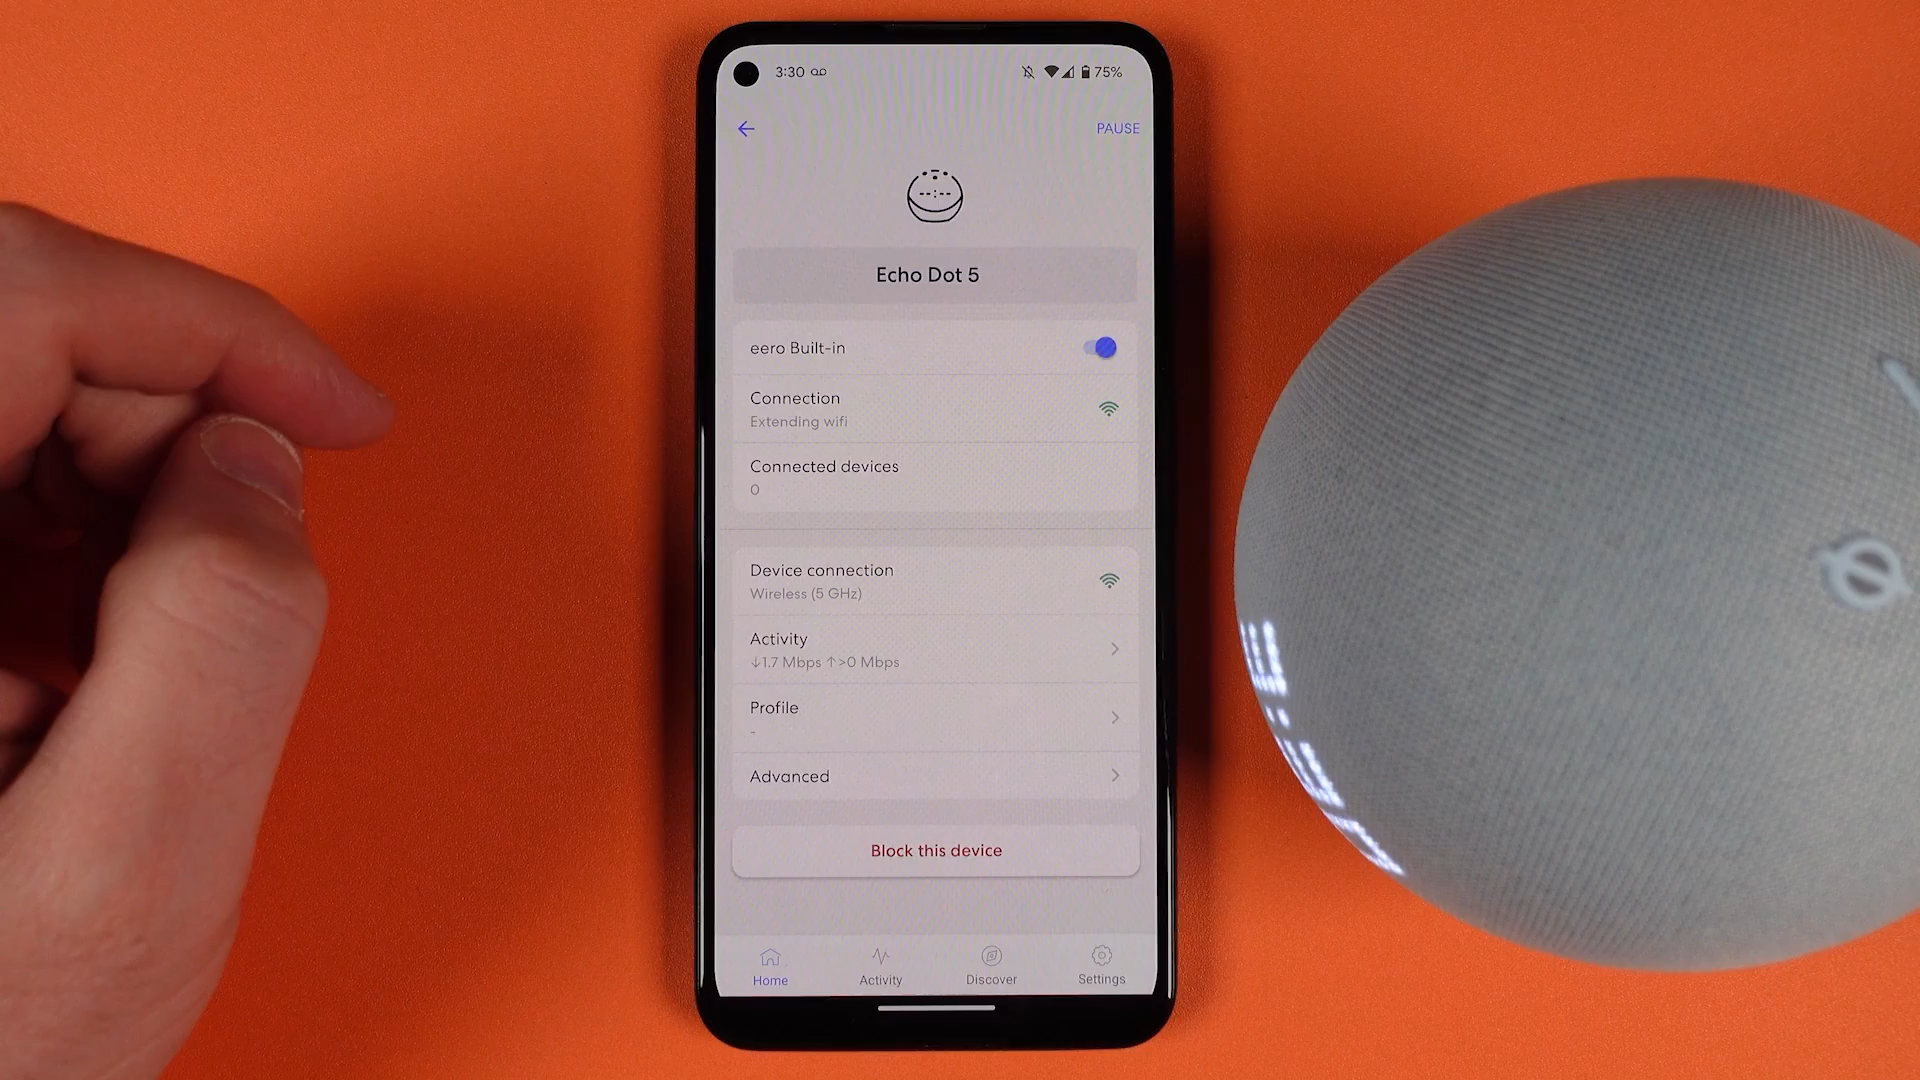 3:30
75%
PAUSE
Echo Dot 5
eero Built-in
Connection
Extending wifi
Connected devices
0
Device connection
Wireless (5 GHz)
Activity
↓1.7 Mbps ↑>0 Mbps
Profile
-
Advanced
Block this device
Home
Activity
Discover
Settings